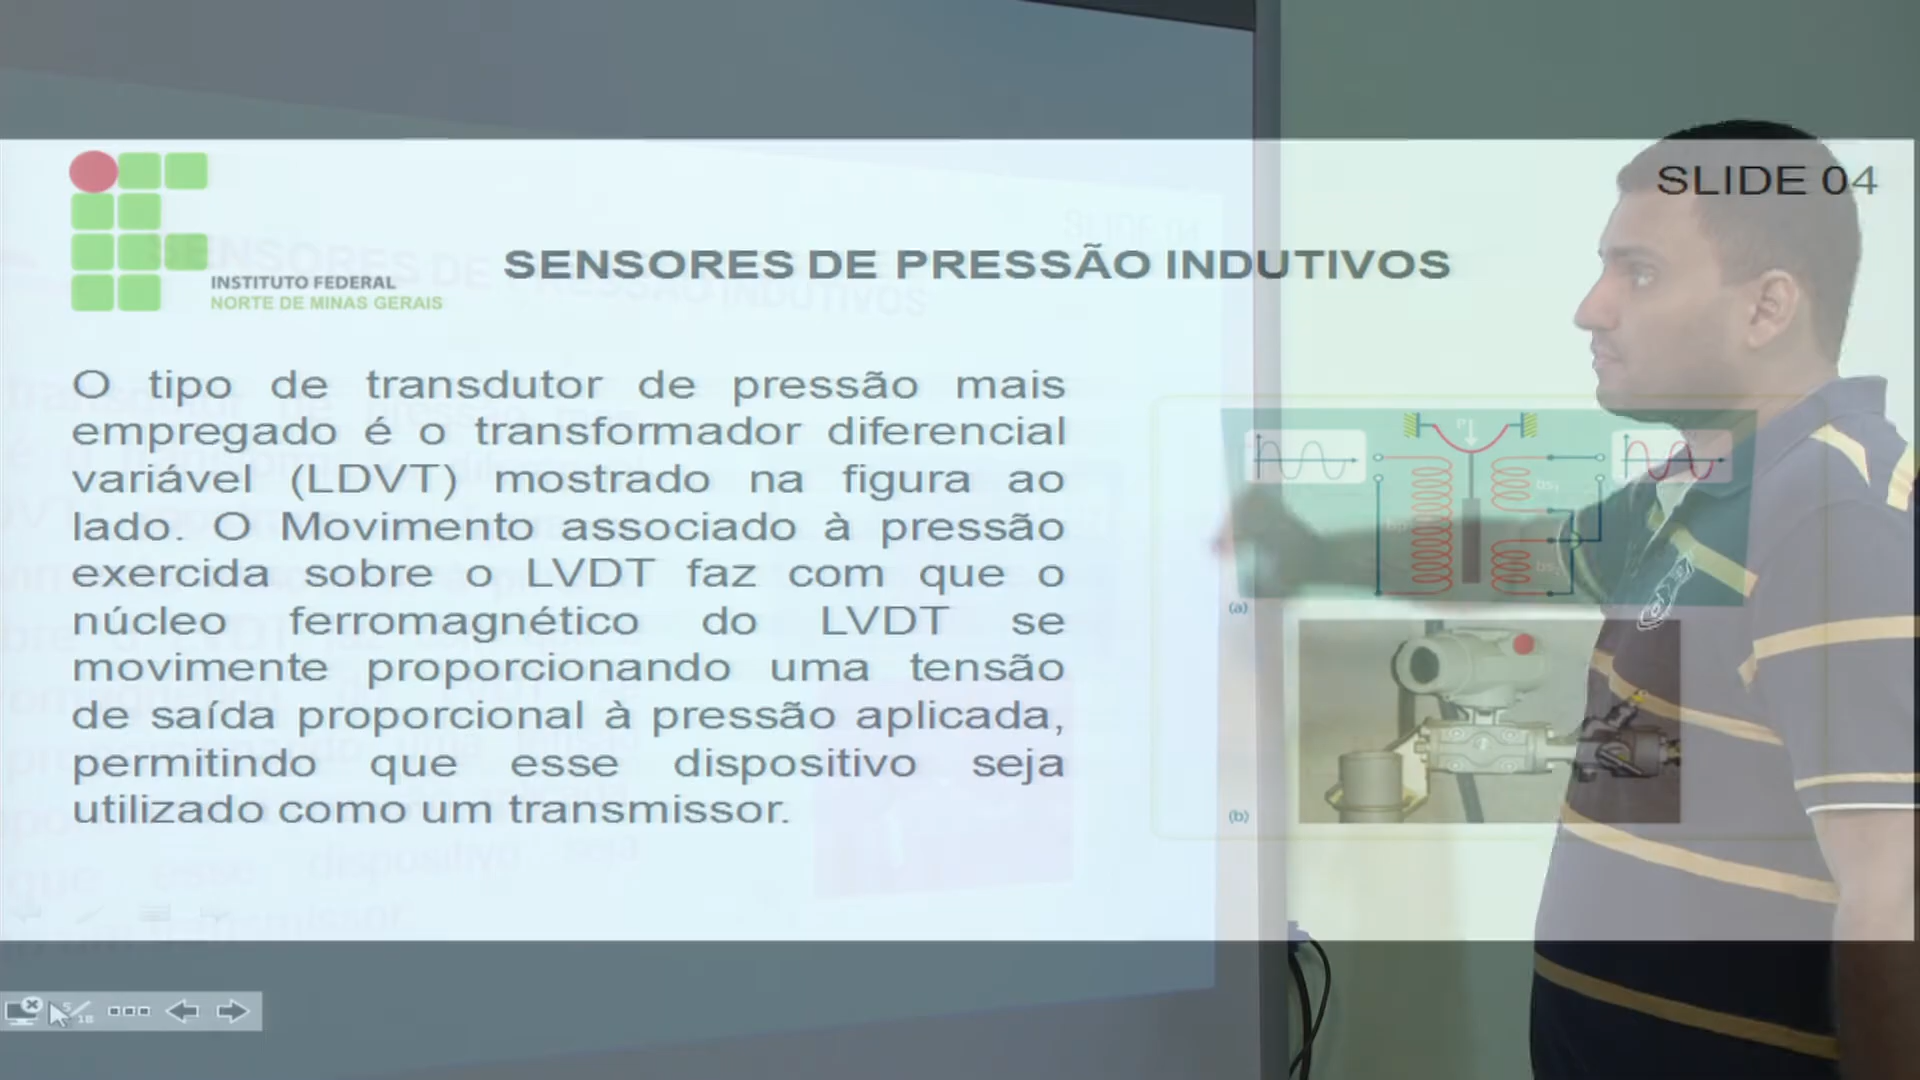 SLIDE 04
SENSORES DE PRESSÃO INDUTIVOS
INSTITUTO FEDERAL
NORTE DE MINAS GERAIS
O tipo de transdutor de pressão mais
empregado é o transformador diferencial
variável (LDVT) mostrado na figura ao
lado. O Movimento associado à pressão
exercida sobre o LVDT faz com que o
núcleo ferromagnético do LVDT se
movimente proporcionando uma tensão
de saída proporcional à pressão aplicada,
permitindo que esse dispositivo seja
utilizado como um transmissor.
P
bs1
(a)
(b)